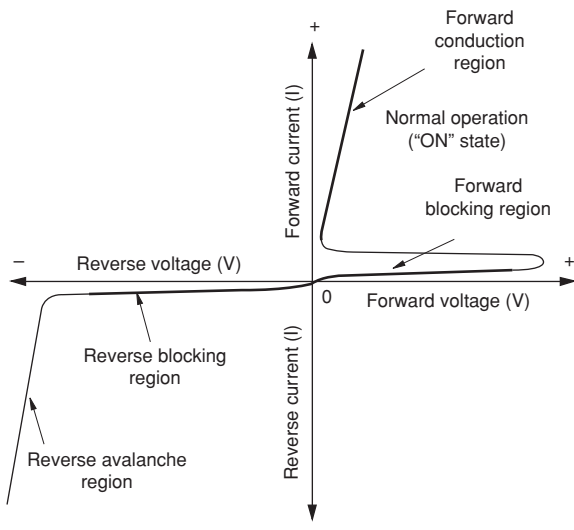 +
Forward
conduction
region
Forward current (I)
Normal operation
("ON" state)
Forward
blocking region
–
Reverse voltage (V)
+
0
Forward voltage (V)
Reverse blocking
region
Reverse current (I)
Reverse avalanche
region